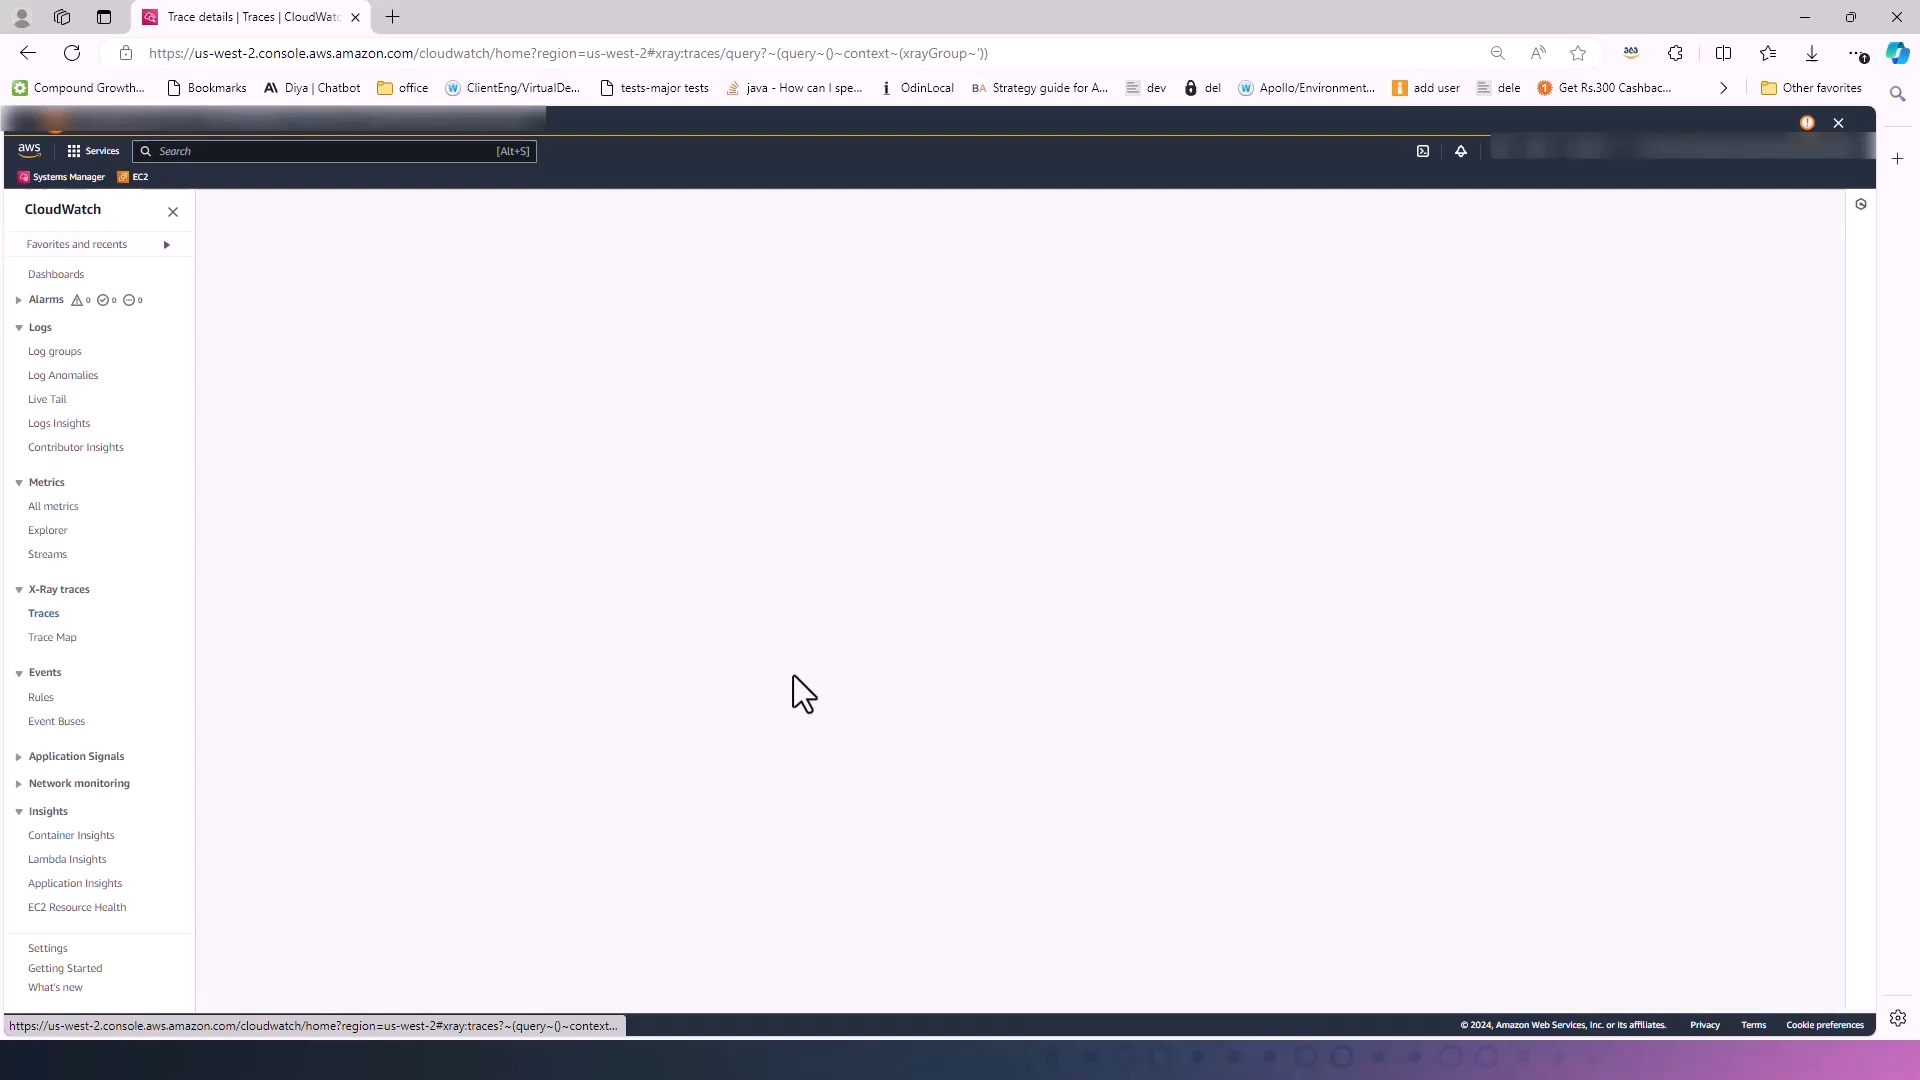 Trace details | Traces | CloudWatc
https://us-west-2.console.aws.amazon.com/cloudwatch/home?region=us-west-2#xray:traces/query?~(query~()~context~(xrayGroup~'))
Compound Growth... Bookmarks Diya | Chatbot office ClientEng/VirtualDe... tests-major tests java - How can I spe... OdinLocal BA Strategy guide for A... dev del Apollo/Environment... add user dele Get Rs.300 Cashbac... Other favorites
aws Services Search [Alt+S]
Systems Manager EC2
CloudWatch
Favorites and recents
Dashboards
Alarms 0 0 0
Logs
Log groups
Log Anomalies
Live Tail
Logs Insights
Contributor Insights
Metrics
All metrics
Explorer
Streams
X-Ray traces
Traces
Trace Map
Events
Rules
Event Buses
Application Signals
Network monitoring
Insights
Container Insights
Lambda Insights
Application Insights
EC2 Resource Health
Settings
Getting Started
What's new
https://us-west-2.console.aws.amazon.com/cloudwatch/home?region=us-west-2#xray:traces?~(query~()~context...
© 2024, Amazon Web Services, Inc. or its affiliates. Privacy Terms Cookie preferences